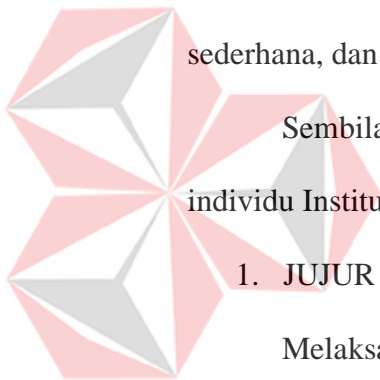 sederhana, dan
Sembila
individu Institu
1. JUJUR
Melaksa